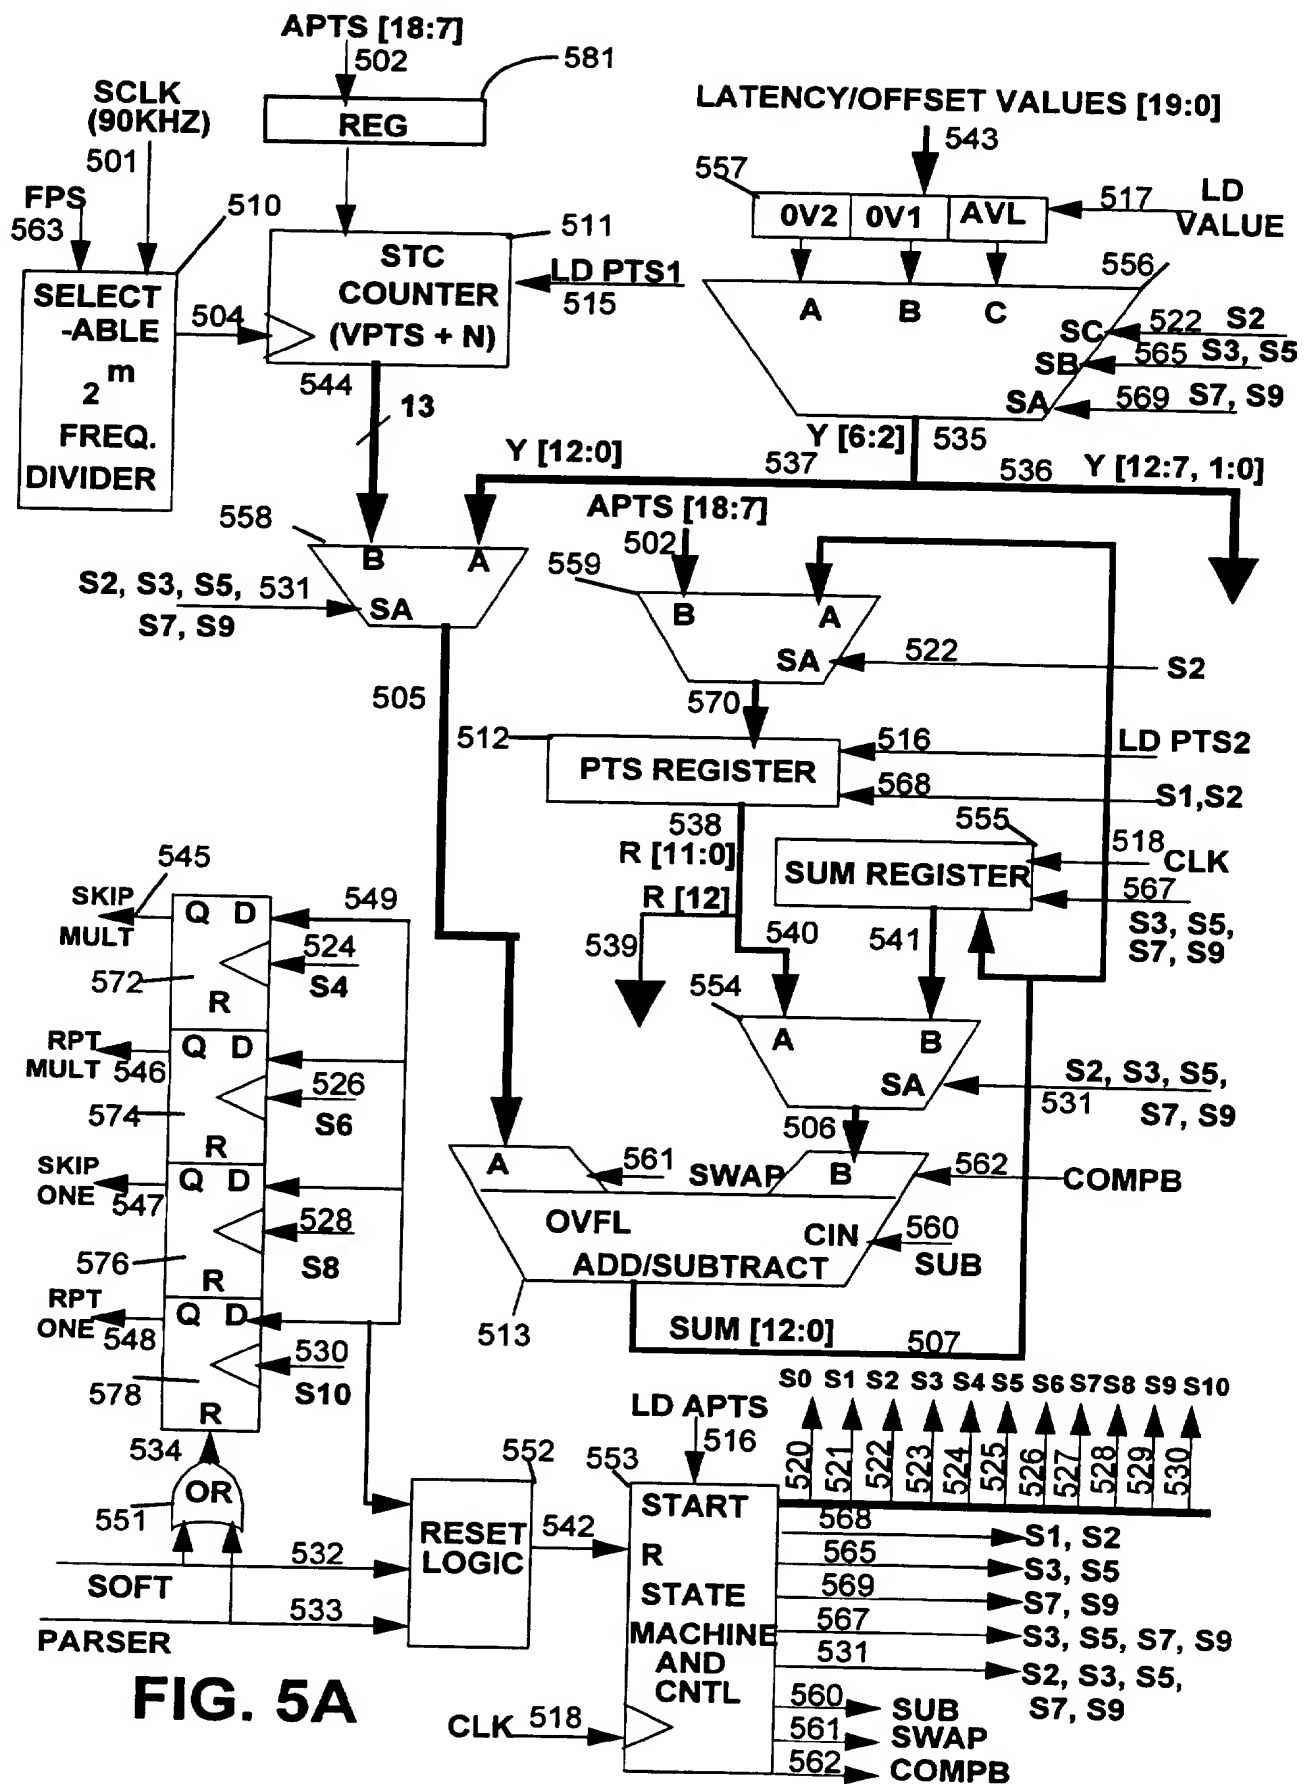 APTS [18:7]
502
581
SCLK
(90KHZ)
501
REG
LATENCY/OFFSET VALUES [19:0]
543
557
0V2 0V1 AVL
517
LD
VALUE
FPS
563
510
511
STC
COUNTER
(VPTS + N)
LD PTS1
515
556
A B C
SC 522 S2
SB 565 S3, S5
SA 569 S7, S9
SELECT
-ABLE
m
2
FREQ.
DIVIDER
504
544
13
Y [6:2] 535
Y [12:0]
537
536
Y [12:7, 1:0]
APTS [18:7]
502
558
B A
SA
S2, S3, S5, 531
S7, S9
559
B A
SA
522
S2
505
570
512
PTS REGISTER
516
LD PTS2
568
S1,S2
538
R [11:0]
R [12]
539
540
555
SUM REGISTER
518
CLK
567
S3, S5,
S7, S9
541
554
A B
SA
S2, S3, S5,
531
S7, S9
506
545
SKIP
MULT
Q D
549
524
S4
572
R
RPT
MULT 546
Q D
526
S6
574
R
SKIP
ONE
547
Q D
528
S8
576
R
RPT
ONE
548
Q D
530
S10
578
R
A
561
SWAP
B
562
COMPB
OVFL
CIN
560
SUB
ADD/SUBTRACT
513
SUM [12:0]
507
534
OR
551
532
SOFT
533
PARSER
552
RESET
LOGIC
542
LD APTS
516
553
START
R
STATE
MACHINE
AND
CNTL
CLK 518
S0 S1 S2 S3 S4 S5 S6 S7 S8 S9 S10
520 521 522 523 524 525 526 527 528 529 530
568 S1, S2
565 S3, S5
569 S7, S9
567 S3, S5, S7, S9
531 S2, S3, S5,
S7, S9
560 SUB
561 SWAP
562 COMPB
FIG. 5A